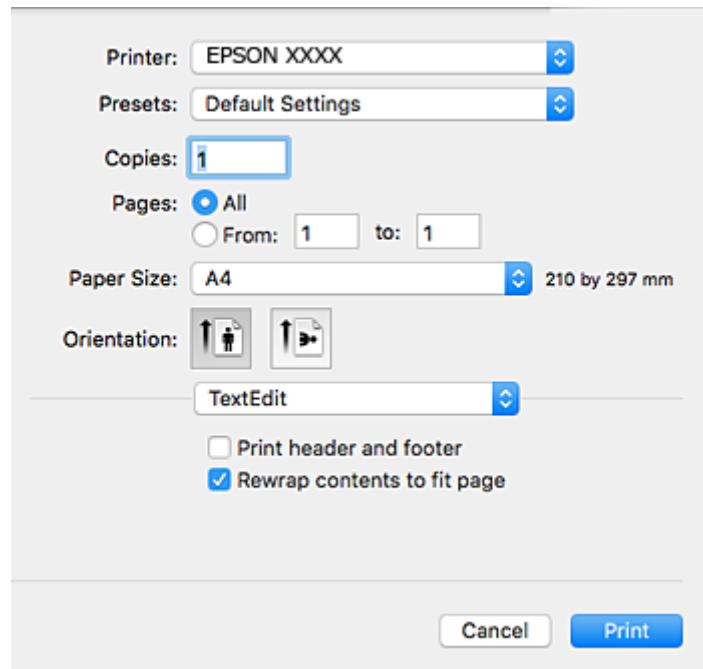 Printer: EPSON XXXX
Presets: Default Settings
Copies: 1
Pages: All
From: 1 to: 1
Paper Size: A4 210 by 297 mm
Orientation:
TextEdit
Print header and footer
Rewrap contents to fit page
Cancel Print